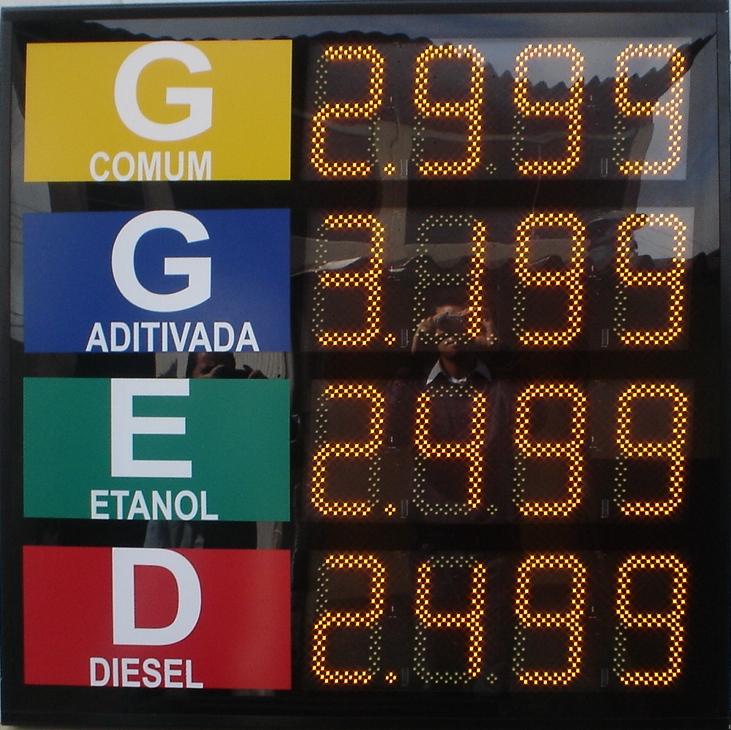 G
COMUM 2.999
G
ADITIVADA 3.199
E
ETANOL 2.499
D
DIESEL 2.499